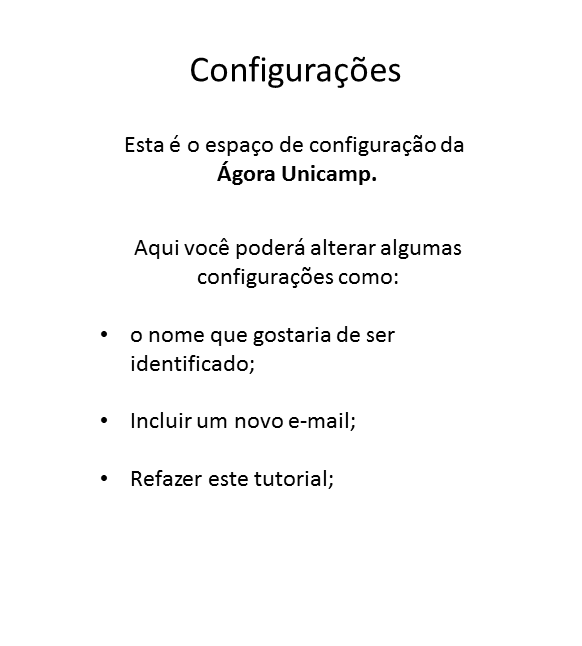 Configurações
Esta é o espaço de configuração da
Ágora Unicamp.
Aqui você poderá alterar algumas
configurações como:
• o nome que gostaria de ser
identificado;
• Incluir um novo e-mail;
• Refazer este tutorial;